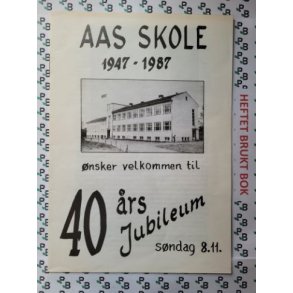 AAS SKOLE
1947 - 1987
ønsker velkommen til
40 års
Jubileum
søndag 8.11.
HEFTET BRUKT BOK